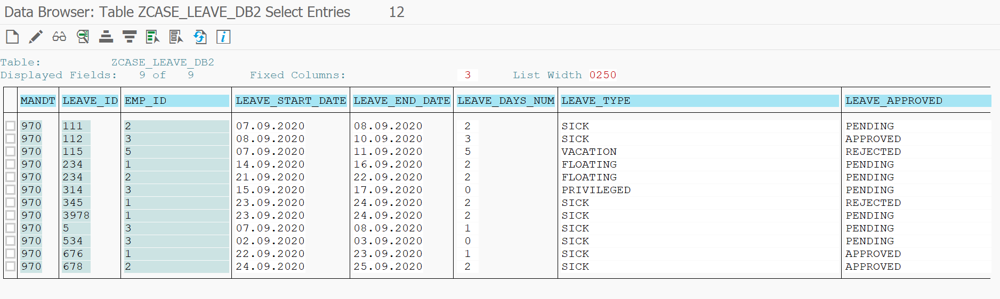 Data Browser: Table ZCASE_LEAVE_DB2 Select Entries 12
Table: ZCASE_LEAVE_DB2
Displayed Fields: 9 of 9 Fixed Columns: 3 List Width 0250
MANDT LEAVE_ID EMP_ID LEAVE_START_DATE LEAVE_END_DATE LEAVE_DAYS_NUM LEAVE_TYPE LEAVE_APPROVED
970 111 2 07.09.2020 08.09.2020 2 SICK PENDING
970 112 3 08.09.2020 10.09.2020 3 SICK APPROVED
970 115 5 07.09.2020 11.09.2020 5 VACATION REJECTED
970 234 1 14.09.2020 16.09.2020 2 FLOATING PENDING
970 234 2 21.09.2020 22.09.2020 2 FLOATING PENDING
970 314 3 15.09.2020 17.09.2020 0 PRIVILEGED PENDING
970 345 1 23.09.2020 24.09.2020 2 SICK REJECTED
970 3978 1 23.09.2020 24.09.2020 2 SICK PENDING
970 5 3 07.09.2020 08.09.2020 1 SICK PENDING
970 534 3 02.09.2020 03.09.2020 0 SICK PENDING
970 676 1 22.09.2020 23.09.2020 1 SICK APPROVED
970 678 2 24.09.2020 25.09.2020 2 SICK APPROVED